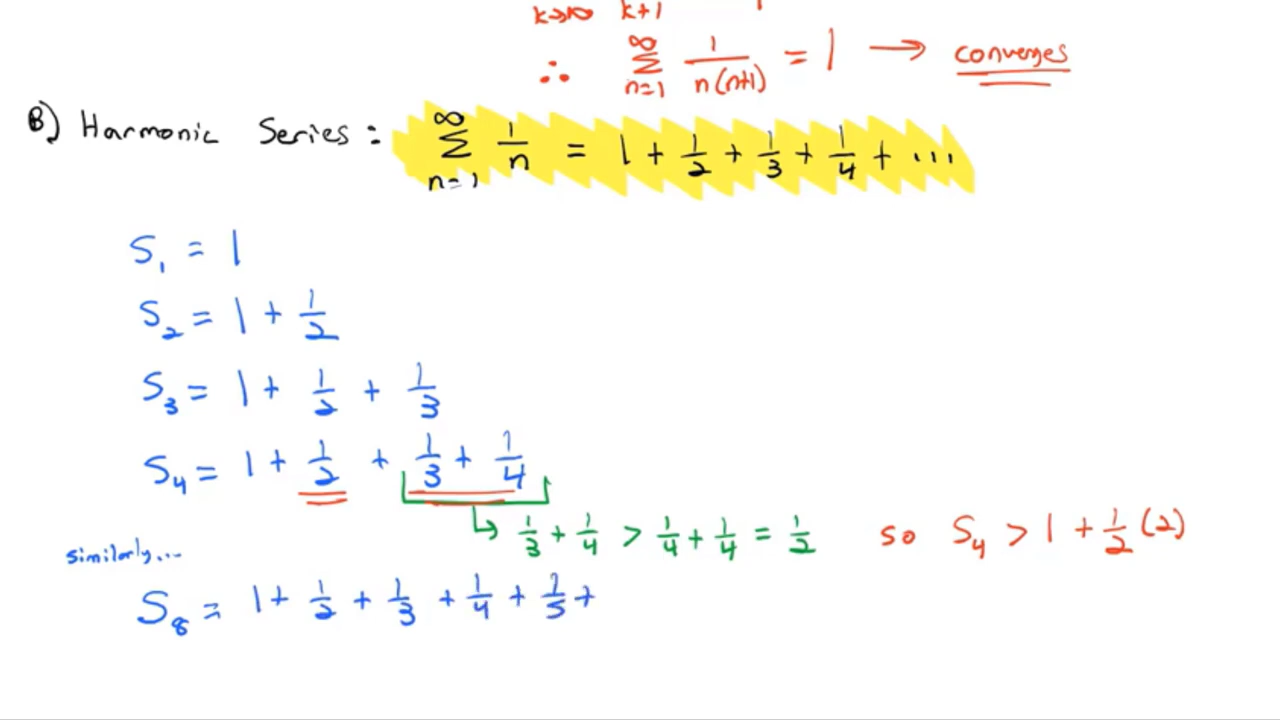 k→∞ k+1
∴ ∞ Σ n=1 1/n(n+1) = 1 → converges
B) Harmonic Series: ∞ Σ n=1 1/n = 1 + 1/2 + 1/3 + 1/4 + ...
S₁ = 1
S₂ = 1 + 1/2
S₃ = 1 + 1/2 + 1/3
S₄ = 1 + 1/2 + 1/3 + 1/4
↳ 1/3 + 1/4 > 1/4 + 1/4 = 1/2 so S₄ > 1 + 1/2 (2)
similarly...
S₈ = 1 + 1/2 + 1/3 + 1/4 + 1/5 +